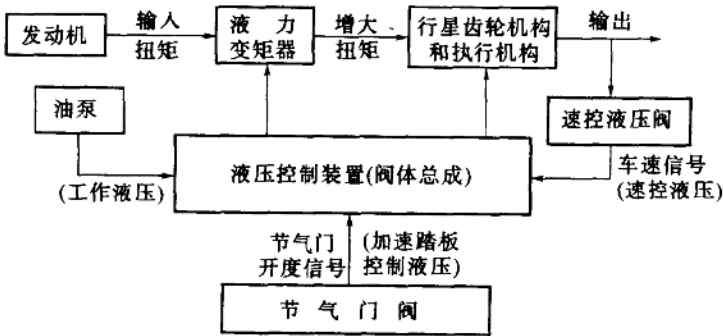 发动机
输入
扭矩
液力
变矩器
增大
扭矩
行星齿轮机构
和执行机构
输出
油泵
(工作液压)
液压控制装置(阀体总成)
速控液压阀
车速信号
(速控液压)
节气门
开度信号
(加速踏板
控制液压)
节气门阀